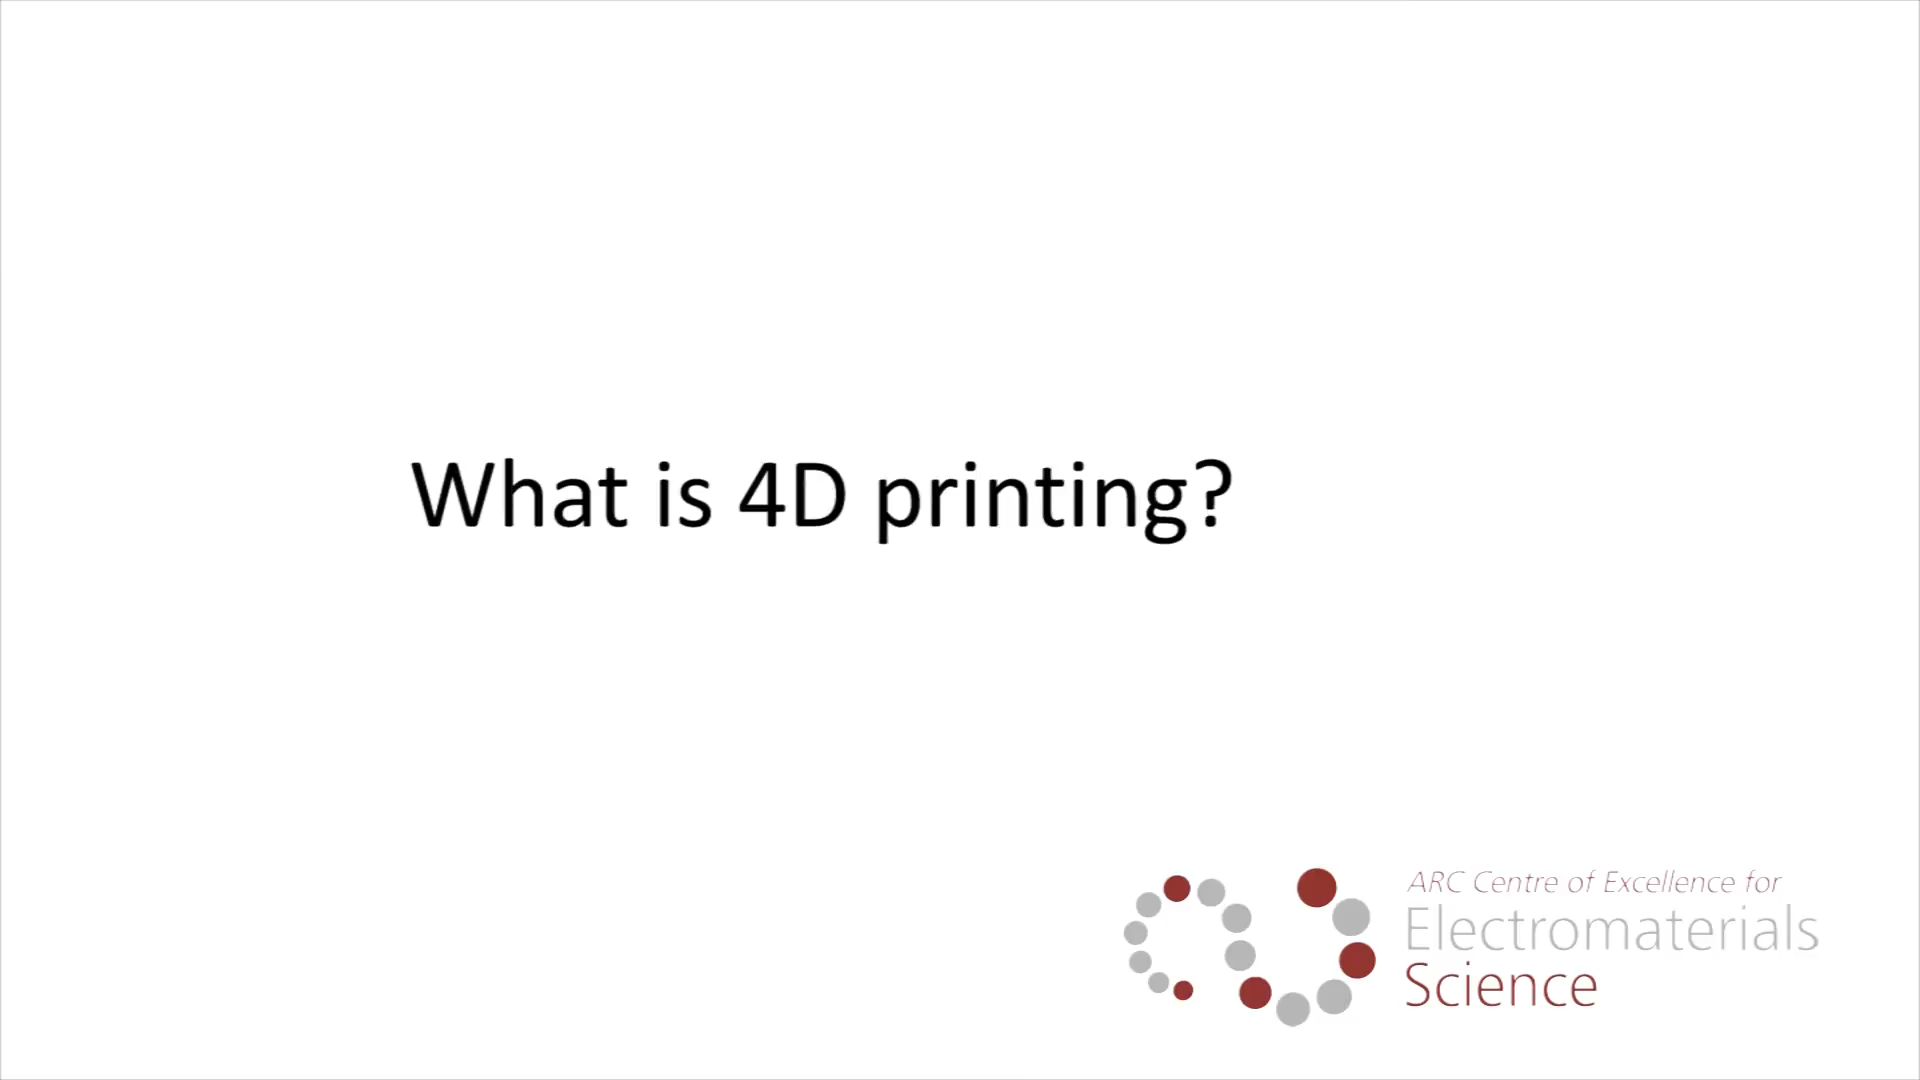 What is 4D printing?
ARC Centre of Excellence for
Electromaterials
Science